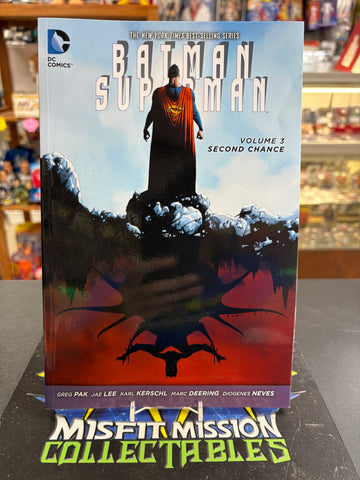 THE NEW YORK TIMES BEST-SELLING SERIES
DC COMICS™
BATMAN
SUPERMAN
VOLUME 3
SECOND CHANCE
GREG PAK JAE LEE KARL KERSCHL MARC DEERING DIOGENES NEVES
MISFIT MISSION
COLLECTABLES